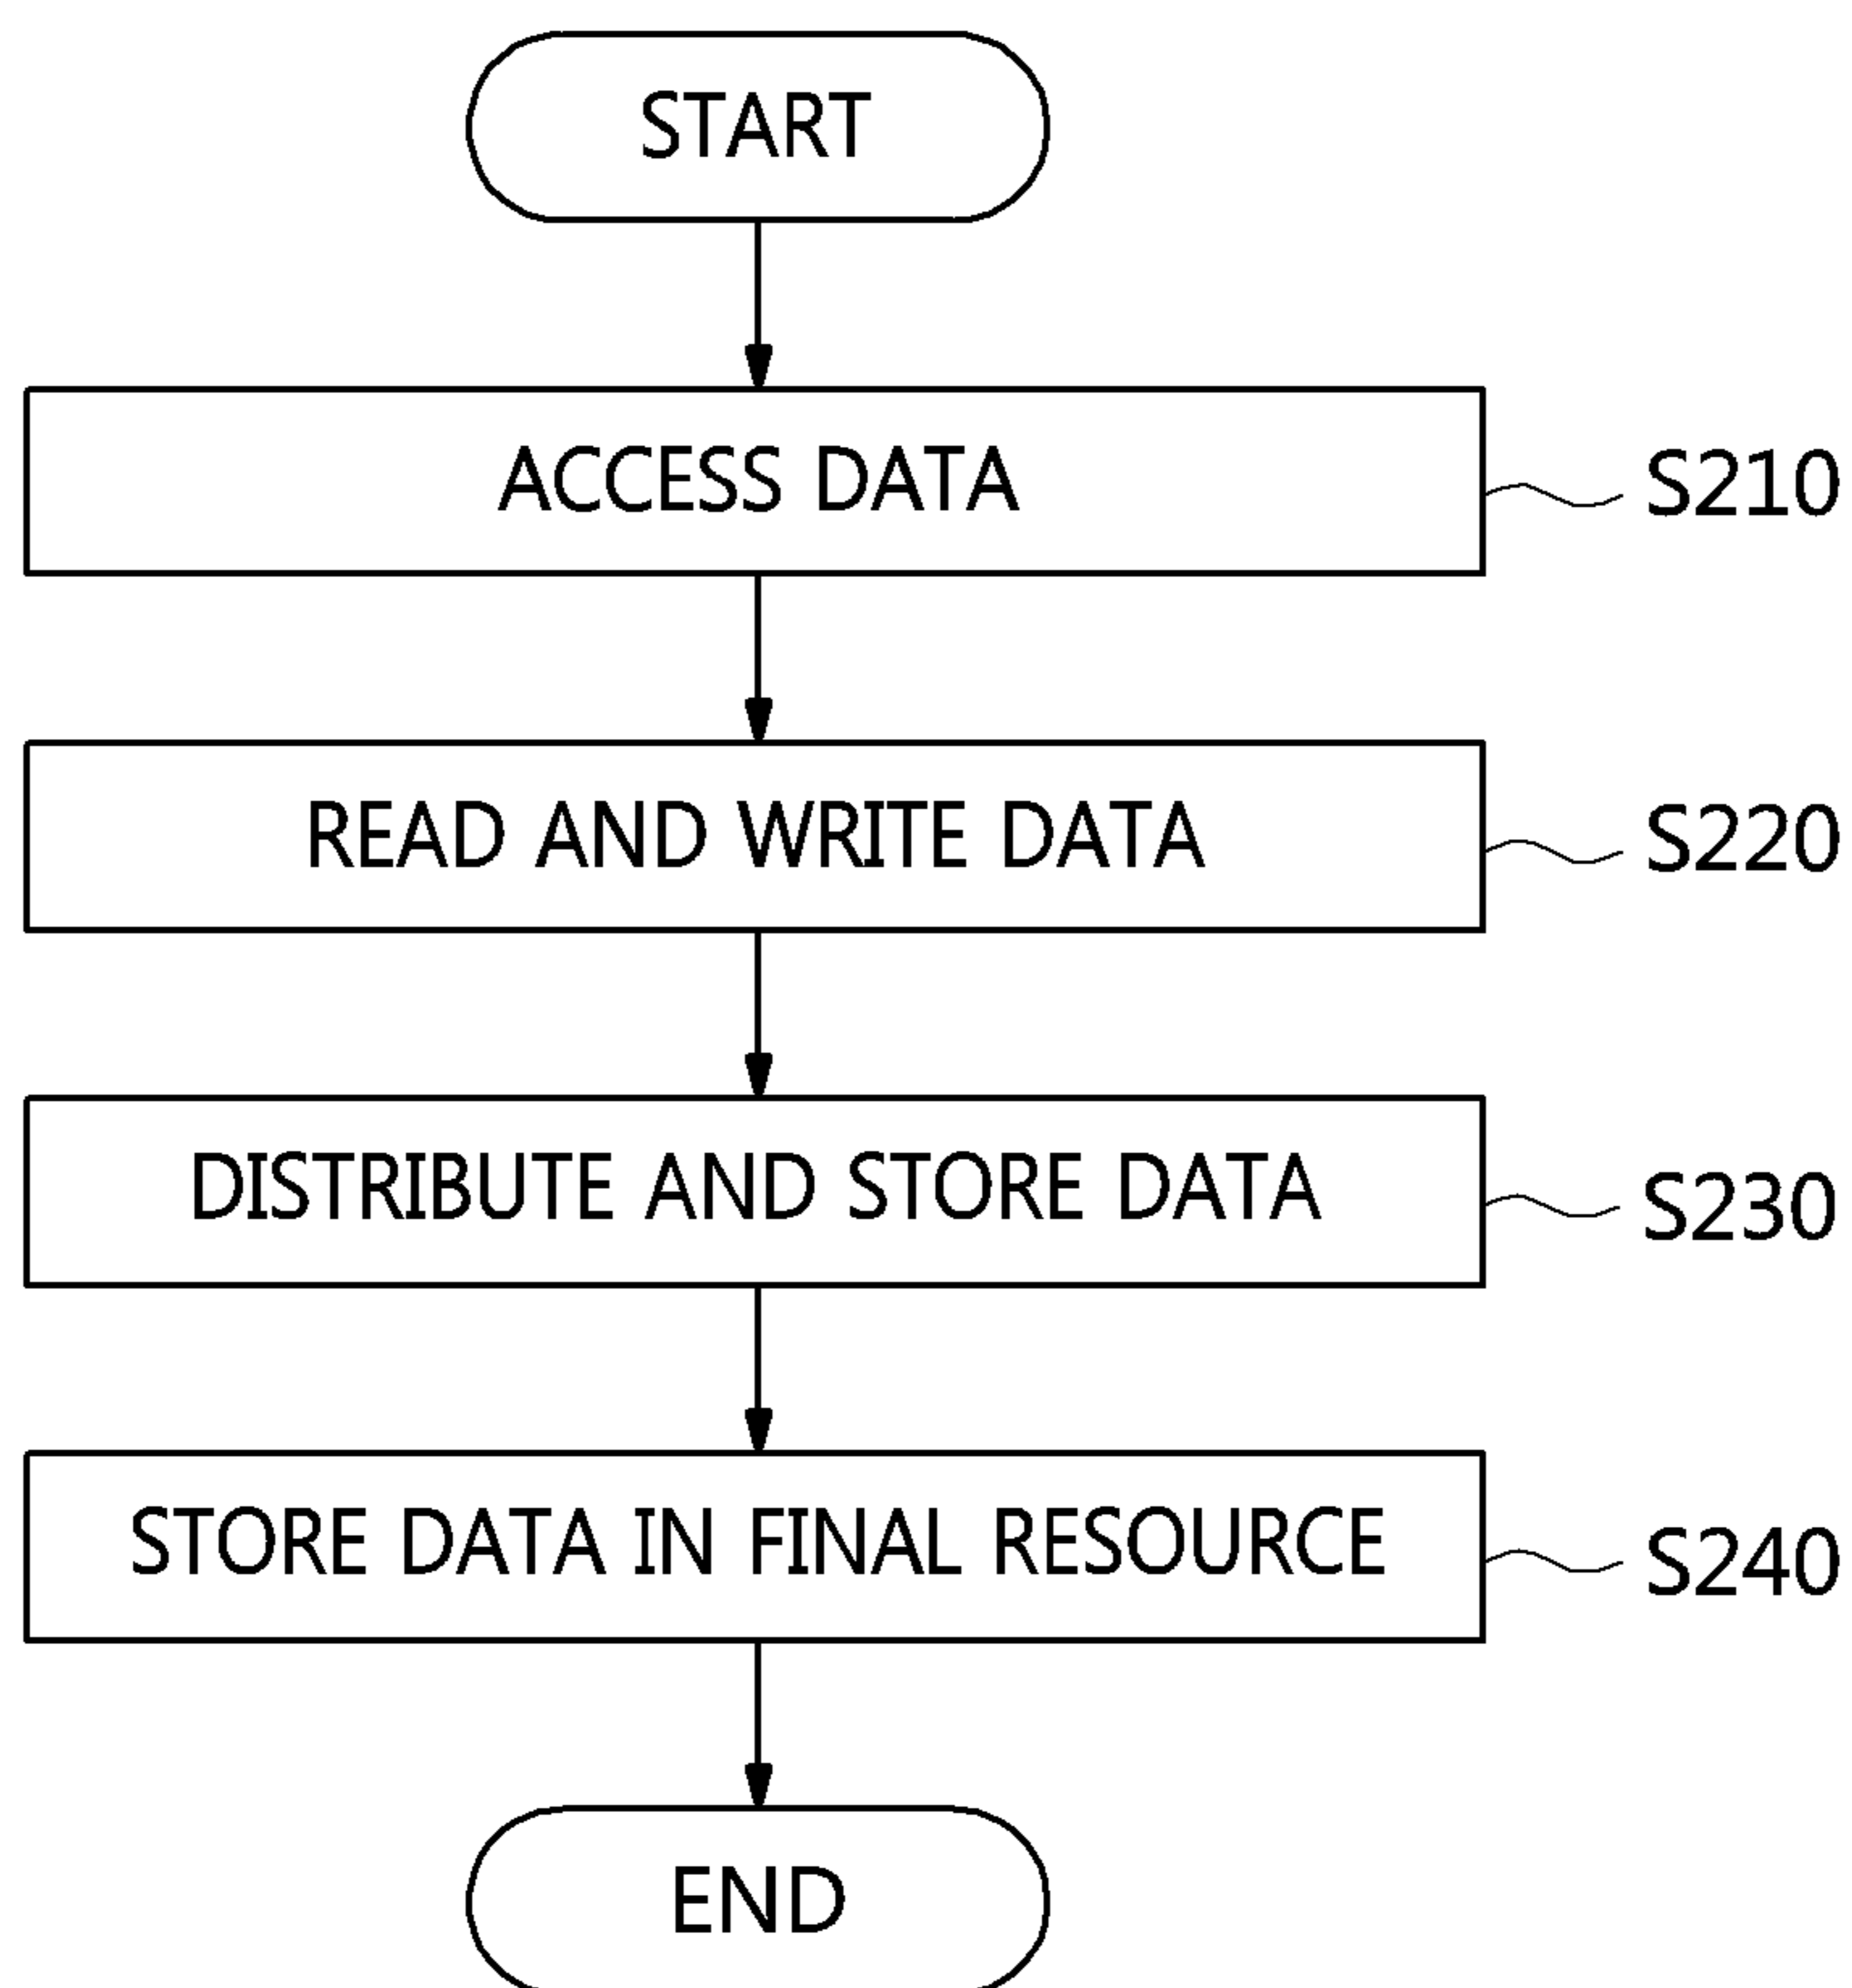 START
ACCESS DATA
S210
READ AND WRITE DATA
S220
DISTRIBUTE AND STORE DATA
S230
STORE DATA IN FINAL RESOURCE
S240
END